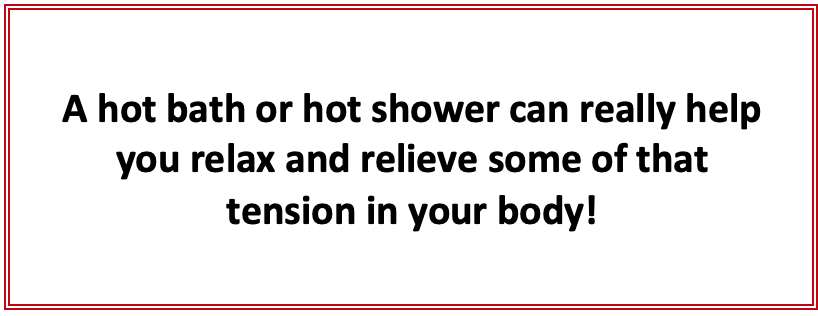 A hot bath or hot shower can really help
you relax and relieve some of that
tension in your body!